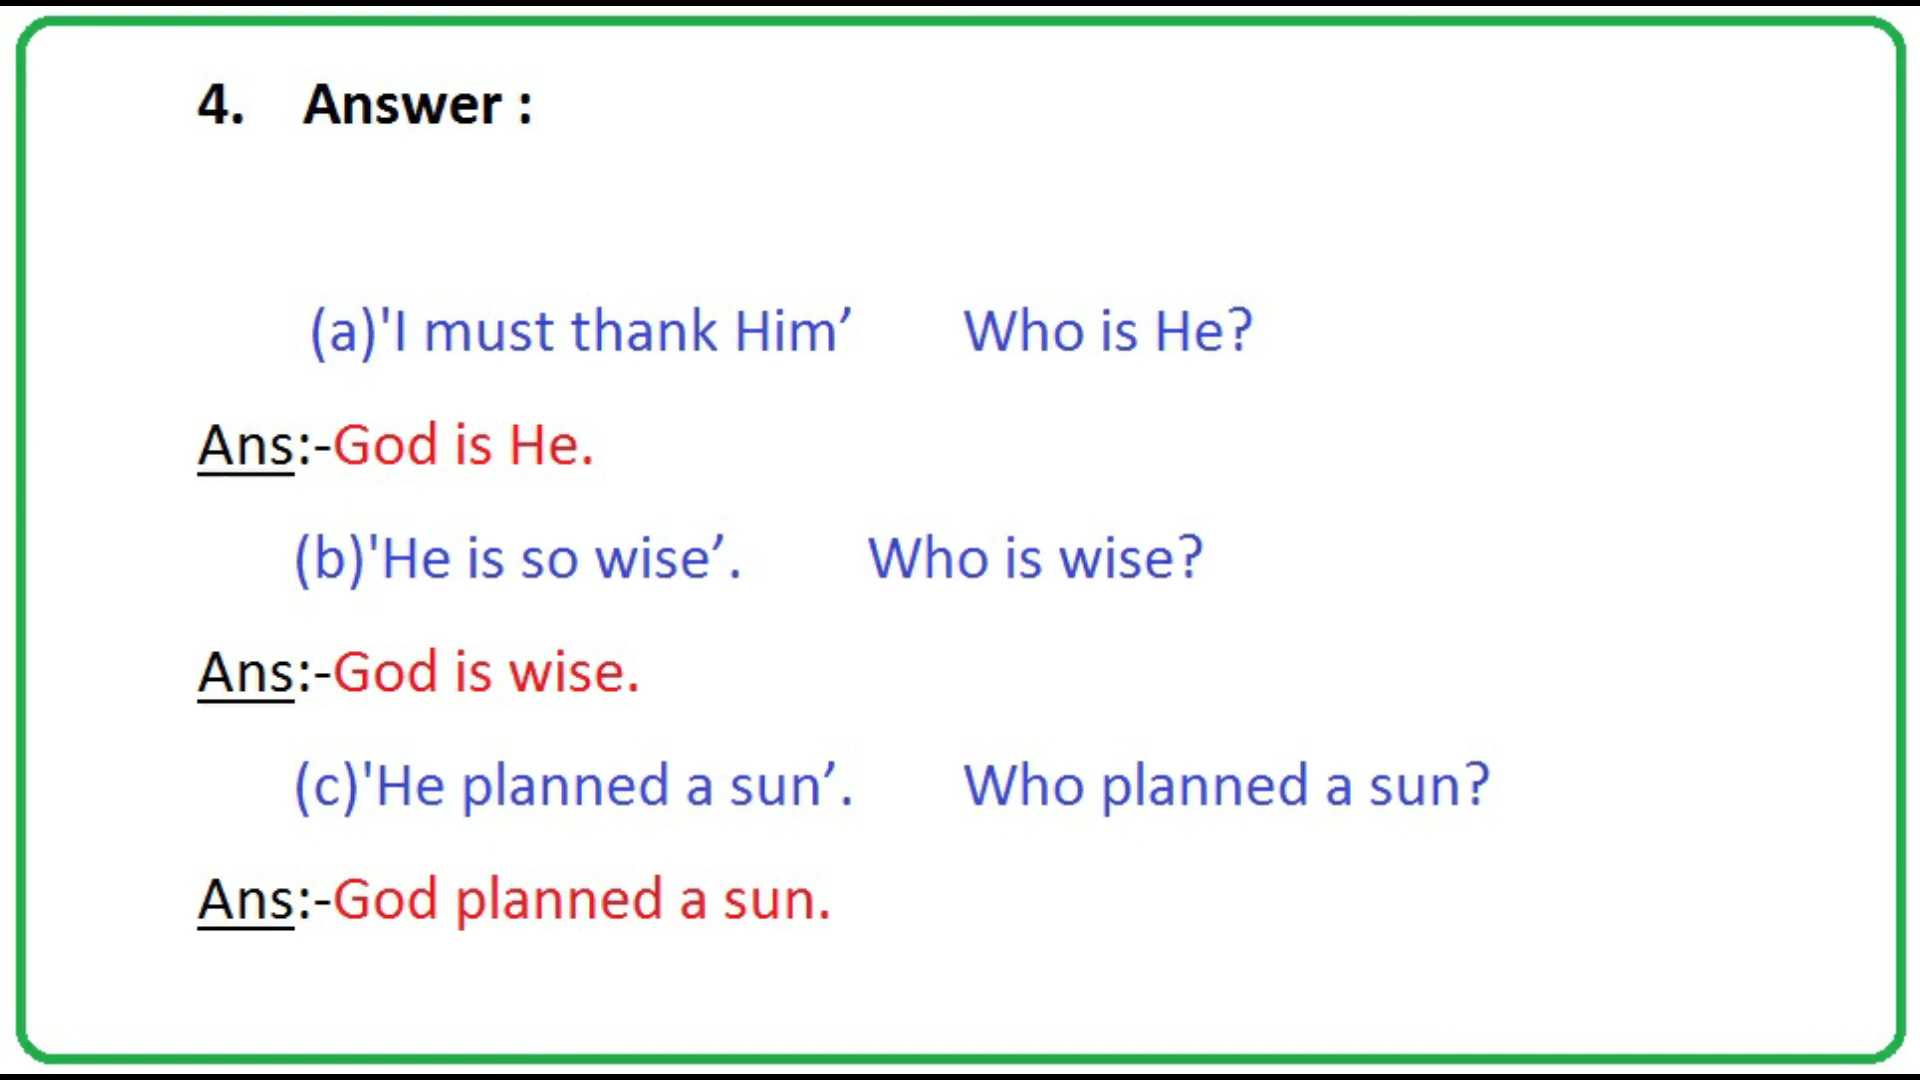 4. Answer :
(a)'I must thank Him’ Who is He?
Ans:-God is He.
(b)'He is so wise’. Who is wise?
Ans:-God is wise.
(c)'He planned a sun’. Who planned a sun?
Ans:-God planned a sun.